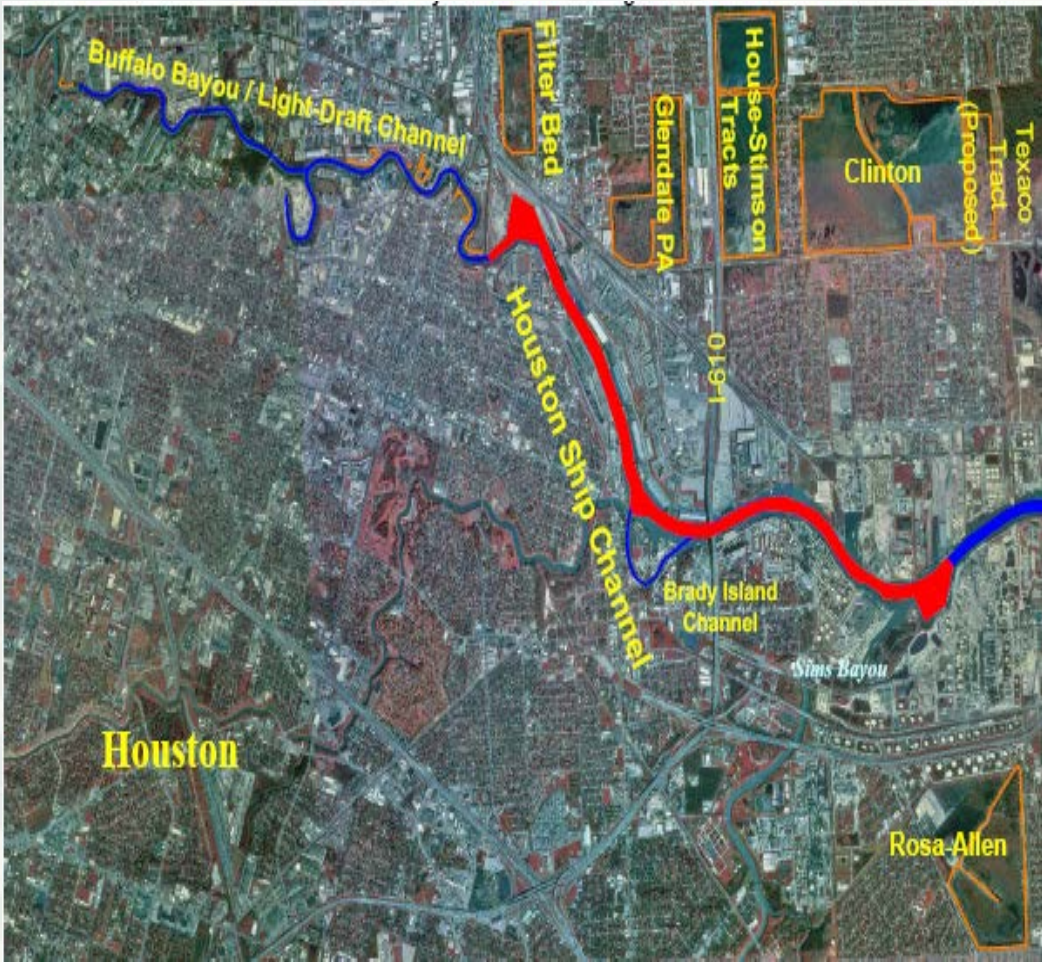 Buffalo Bayou / Light-Draft Channel
Filter Bed
Glendale PA
House-Stimson
Tracts
Clinton
Texaco
Tract
(Proposed)
I-610
Houston Ship Channel
Brady Island
Channel
Sims Bayou
Houston
Rosa-Allen